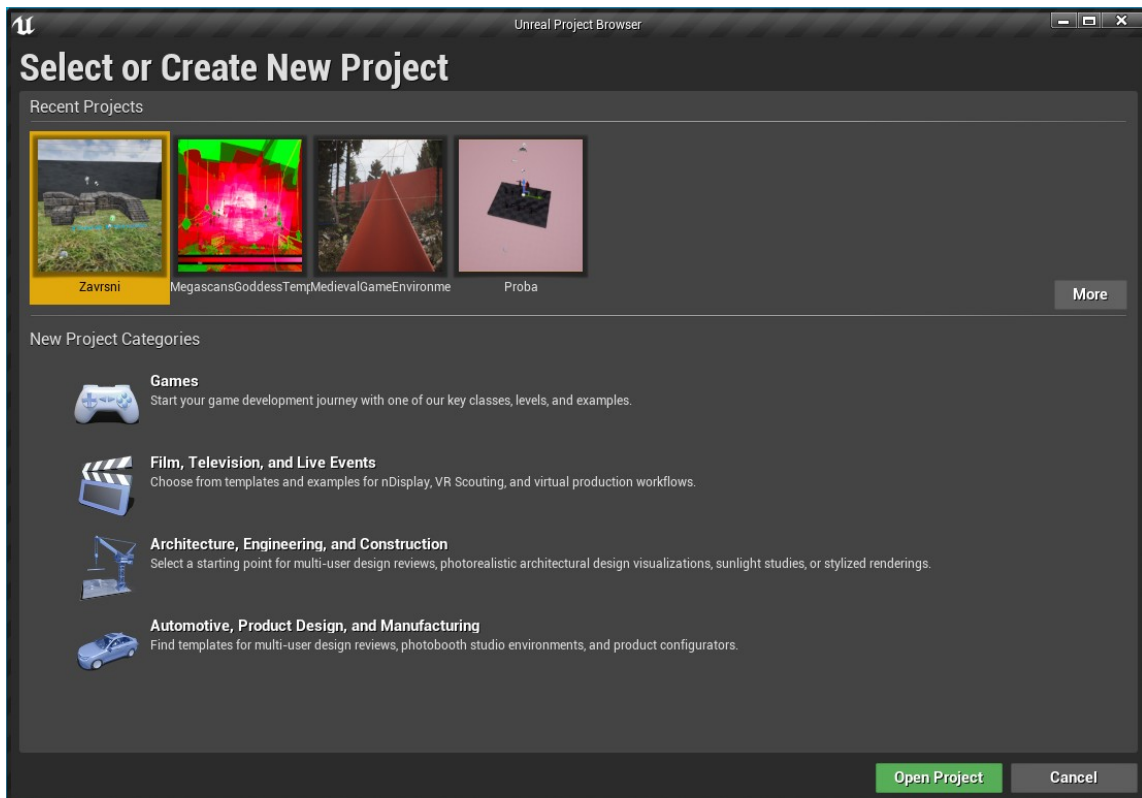 Unreal Project Browser
Select or Create New Project
Recent Projects
Zavrsni
MegascansGoddessTemp
MedievalGameEnvironme
Proba
More
New Project Categories
Games
Start your game development journey with one of our key classes, levels, and examples.
Film, Television, and Live Events
Choose from templates and examples for nDisplay, VR Scouting, and virtual production workflows.
Architecture, Engineering, and Construction
Select a starting point for multi-user design reviews, photorealistic architectural design visualizations, sunlight studies, or stylized renderings.
Automotive, Product Design, and Manufacturing
Find templates for multi-user design reviews, photobooth studio environments, and product configurators.
Open Project
Cancel